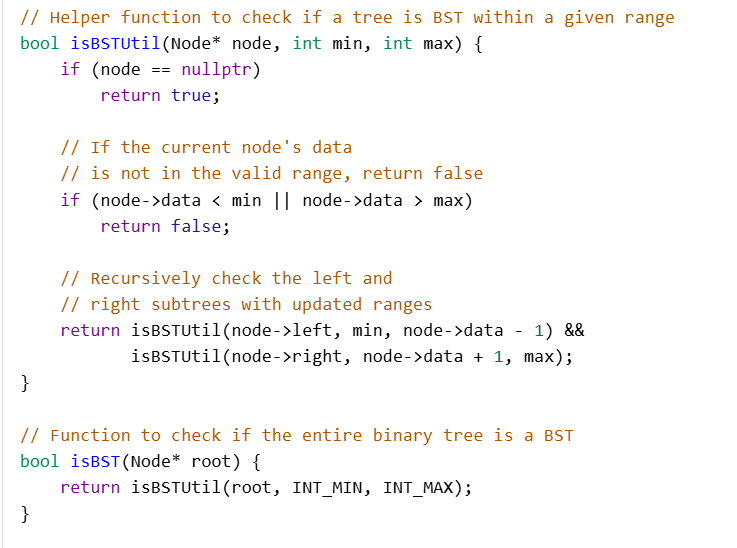 // Helper function to check if a tree is BST within a given range
bool isBSTUtil(Node* node, int min, int max) {
    if (node == nullptr)
        return true;

    // If the current node's data
    // is not in the valid range, return false
    if (node->data < min || node->data > max)
        return false;

    // Recursively check the left and
    // right subtrees with updated ranges
    return isBSTUtil(node->left, min, node->data - 1) &&
           isBSTUtil(node->right, node->data + 1, max);
}

// Function to check if the entire binary tree is a BST
bool isBST(Node* root) {
    return isBSTUtil(root, INT_MIN, INT_MAX);
}